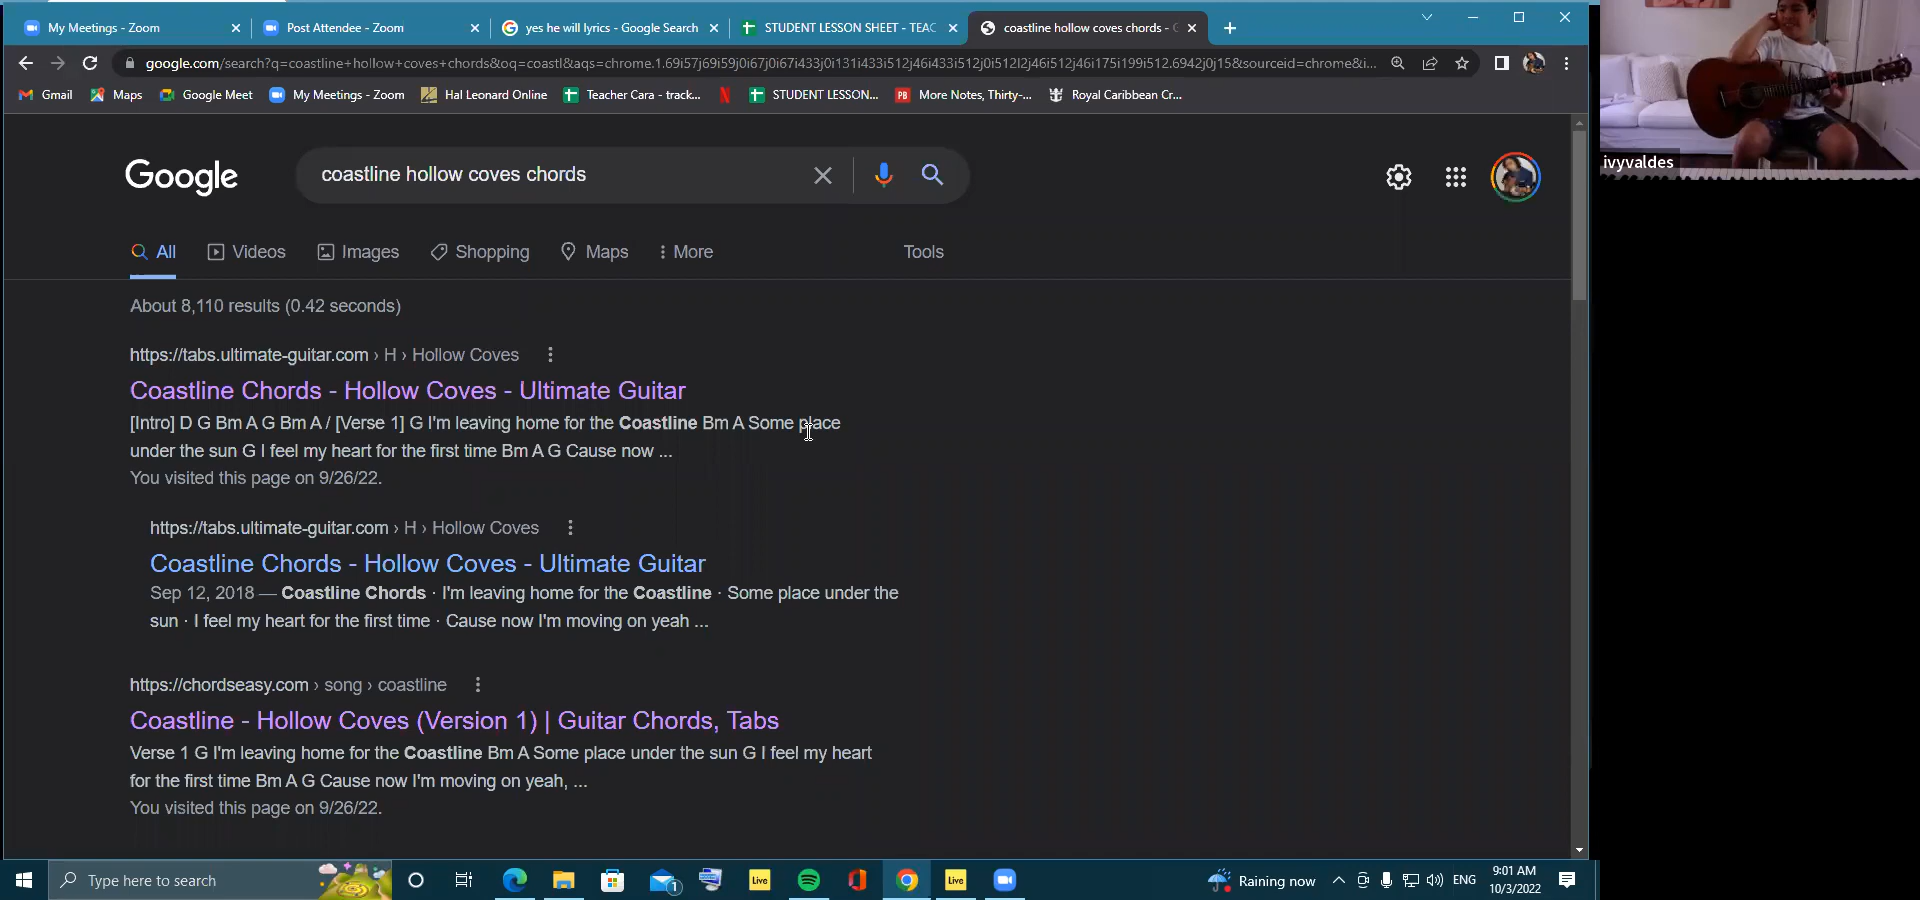 My Meetings - Zoom
Post Attendee - Zoom
yes he will lyrics - Google Search
STUDENT LESSON SHEET - TEAC
coastline hollow coves chords -
google.com/search?q=coastline+hollow+coves+chords&oq=coastl&aqs=chrome.1.69i57j69i59j0i67j0i67i433j0i131i433i512j46i433i512j0i512l2j46i512j46i175i199i512.6942j0j15&sourceid=chrome&i...
Gmail
Maps
Google Meet
My Meetings - Zoom
Hal Leonard Online
Teacher Cara - track...
STUDENT LESSON...
PB
More Notes, Thirty-...
Royal Caribbean Cr...
Google
coastline hollow coves chords
ivyvaldes
All
Videos
Images
Shopping
Maps
More
Tools
About 8,110 results (0.42 seconds)
https://tabs.ultimate-guitar.com › H › Hollow Coves
Coastline Chords - Hollow Coves - Ultimate Guitar
[Intro] D G Bm A G Bm A / [Verse 1] G I'm leaving home for the Coastline Bm A Some place
under the sun G I feel my heart for the first time Bm A G Cause now ...
You visited this page on 9/26/22.
https://tabs.ultimate-guitar.com › H › Hollow Coves
Coastline Chords - Hollow Coves - Ultimate Guitar
Sep 12, 2018 — Coastline Chords · I'm leaving home for the Coastline · Some place under the
sun · I feel my heart for the first time · Cause now I'm moving on yeah ...
https://chordseasy.com › song › coastline
Coastline - Hollow Coves (Version 1) | Guitar Chords, Tabs
Verse 1 G I'm leaving home for the Coastline Bm A Some place under the sun G I feel my heart
for the first time Bm A G Cause now I'm moving on yeah, ...
You visited this page on 9/26/22.
Type here to search
1
Live
Live
Raining now
ENG
9:01 AM
10/3/2022